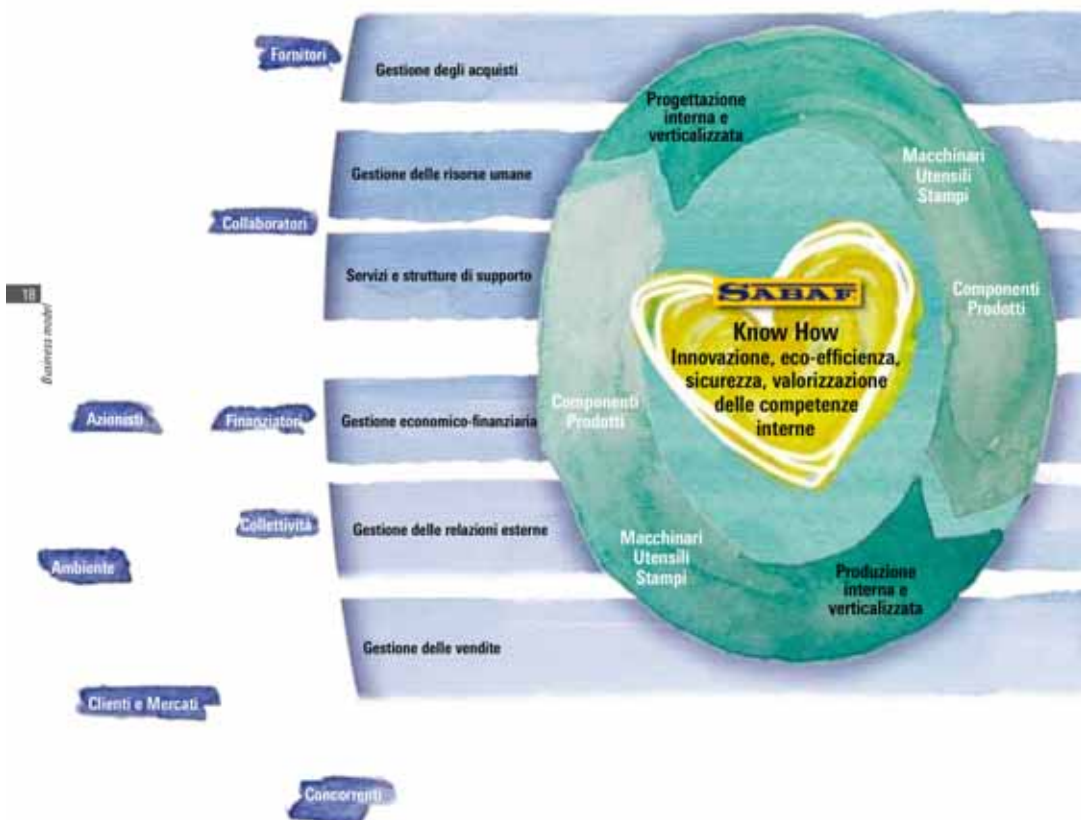 Fornitori
Gestione degli acquisti
Progettazione
interna e
verticalizzata
Macchinari
Utensili
Stampi
Gestione delle risorse umane
Collaboratori
Servizi e strutture di supporto
Componenti
Prodotti
18
Business model
SABAF
Know How
Innovazione, eco-efficienza,
sicurezza, valorizzazione
delle competenze
interne
Azionisti
Finanziatori
Gestione economico-finanziaria
Componenti
Prodotti
Collettività
Gestione delle relazioni esterne
Macchinari
Utensili
Stampi
Ambiente
Produzione
interna e
verticalizzata
Gestione delle vendite
Clienti e Mercati
Concorrenti